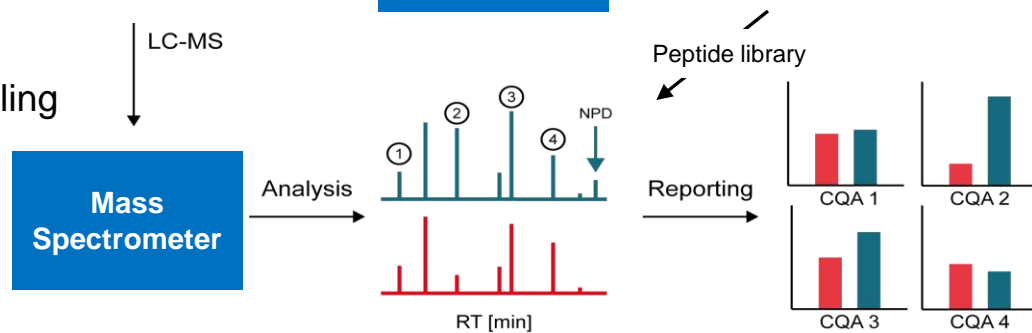 LC-MS
Peptide library
ling
3
NPD
2
4
1
Mass
Spectrometer
Analysis
Reporting
CQA 1
CQA 2
RT [min]
CQA 3
CQA 4